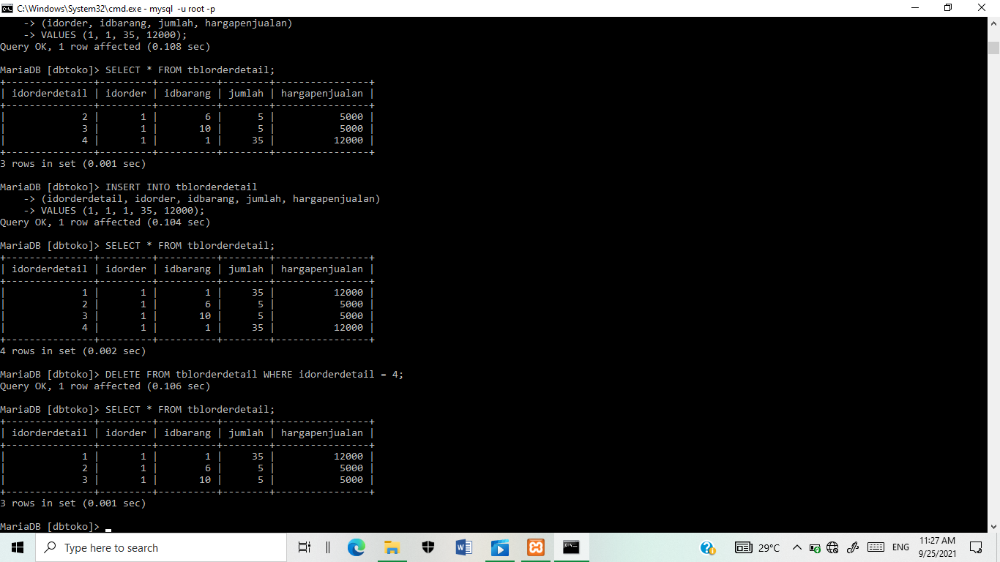 C:\Windows\System32\cmd.exe - mysql  -u root -p
    -> (idorder, idbarang, jumlah, hargapenjualan)
    -> VALUES (1, 1, 35, 12000);
Query OK, 1 row affected (0.108 sec)
MariaDB [dbtoko]> SELECT * FROM tblorderdetail;
+---------------+---------+----------+--------+----------------+
| idorderdetail | idorder | idbarang | jumlah | hargapenjualan |
+---------------+---------+----------+--------+----------------+
|             2 |       1 |        6 |      5 |           5000 |
|             3 |       1 |       10 |      5 |           5000 |
|             4 |       1 |        1 |     35 |          12000 |
+---------------+---------+----------+--------+----------------+
3 rows in set (0.001 sec)
MariaDB [dbtoko]> INSERT INTO tblorderdetail
    -> (idorderdetail, idorder, idbarang, jumlah, hargapenjualan)
    -> VALUES (1, 1, 1, 35, 12000);
Query OK, 1 row affected (0.104 sec)
MariaDB [dbtoko]> SELECT * FROM tblorderdetail;
+---------------+---------+----------+--------+----------------+
| idorderdetail | idorder | idbarang | jumlah | hargapenjualan |
+---------------+---------+----------+--------+----------------+
|             1 |       1 |        1 |     35 |          12000 |
|             2 |       1 |        6 |      5 |           5000 |
|             3 |       1 |       10 |      5 |           5000 |
|             4 |       1 |        1 |     35 |          12000 |
+---------------+---------+----------+--------+----------------+
4 rows in set (0.002 sec)
MariaDB [dbtoko]> DELETE FROM tblorderdetail WHERE idorderdetail = 4;
Query OK, 1 row affected (0.106 sec)
MariaDB [dbtoko]> SELECT * FROM tblorderdetail;
+---------------+---------+----------+--------+----------------+
| idorderdetail | idorder | idbarang | jumlah | hargapenjualan |
+---------------+---------+----------+--------+----------------+
|             1 |       1 |        1 |     35 |          12000 |
|             2 |       1 |        6 |      5 |           5000 |
|             3 |       1 |       10 |      5 |           5000 |
+---------------+---------+----------+--------+----------------+
3 rows in set (0.001 sec)
MariaDB [dbtoko]> _
Type here to search
29°C
ENG
11:27 AM
9/25/2021